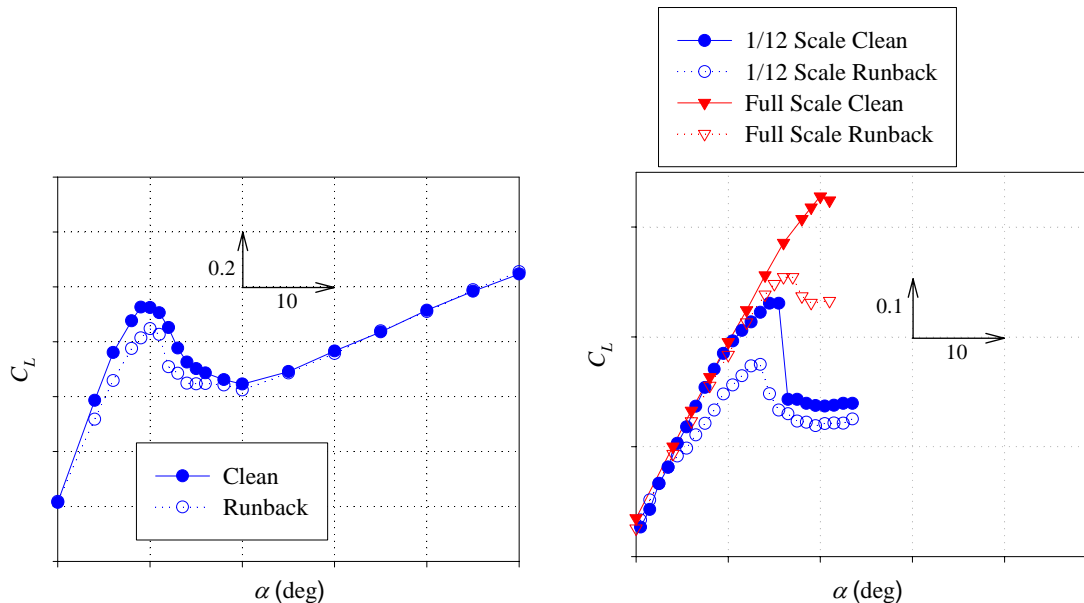 C_L
0.2
10
Clean
Runback
α (deg)
1/12 Scale Clean
1/12 Scale Runback
Full Scale Clean
Full Scale Runback
C_L
0.1
10
α (deg)